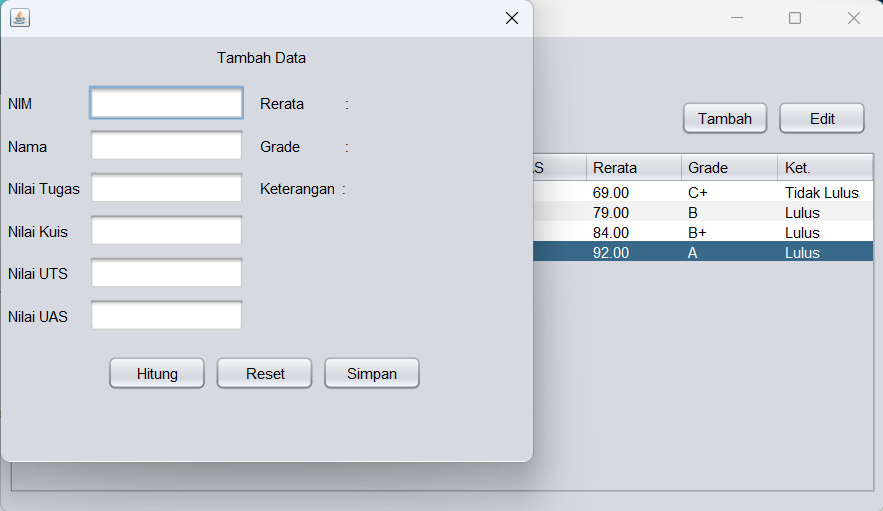 Tambah Data
NIM
Rerata :
Nama
Grade :
Nilai Tugas
Keterangan :
Nilai Kuis
Nilai UTS
Nilai UAS
Hitung Reset Simpan
Tambah Edit
Rerata Grade Ket.
69.00 C+ Tidak Lulus
79.00 B Lulus
84.00 B+ Lulus
92.00 A Lulus